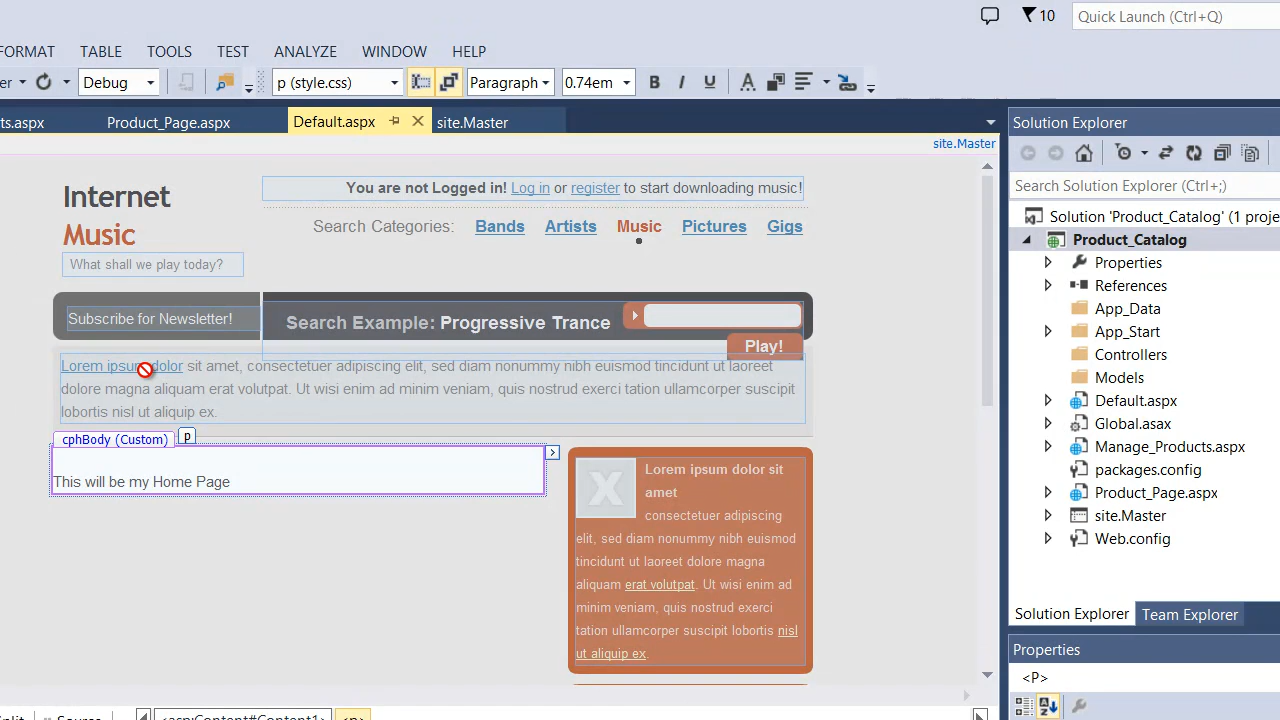 10
Quick Launch (Ctrl+Q)
FORMAT TABLE TOOLS TEST ANALYZE WINDOW HELP
er Debug p (style.css) Paragraph 0.74em B I U A
ts.aspx Product_Page.aspx Default.aspx site.Master
site.Master
Internet
Music
What shall we play today?
You are not Logged in! Log in or register to start downloading music!
Search Categories: Bands Artists Music Pictures Gigs
Subscribe for Newsletter!
Search Example: Progressive Trance
Play!
Lorem ipsum dolor sit amet, consectetuer adipiscing elit, sed diam nonummy nibh euismod tincidunt ut laoreet
dolore magna aliquam erat volutpat. Ut wisi enim ad minim veniam, quis nostrud exerci tation ullamcorper suscipit
lobortis nisl ut aliquip ex.
cphBody (Custom) p
This will be my Home Page
Lorem ipsum dolor sit
amet
consectetuer adipiscing
elit, sed diam nonummy nibh euismod
tincidunt ut laoreet dolore magna
aliquam erat volutpat. Ut wisi enim ad
minim veniam, quis nostrud exerci
tation ullamcorper suscipit lobortis nisl
ut aliquip ex.
Solution Explorer
Search Solution Explorer (Ctrl+;)
Solution 'Product_Catalog' (1 proje
Product_Catalog
Properties
References
App_Data
App_Start
Controllers
Models
Default.aspx
Global.asax
Manage_Products.aspx
packages.config
Product_Page.aspx
site.Master
Web.config
Solution Explorer Team Explorer
Properties
<P>
Split Source <asp:Content#Content1> <p>